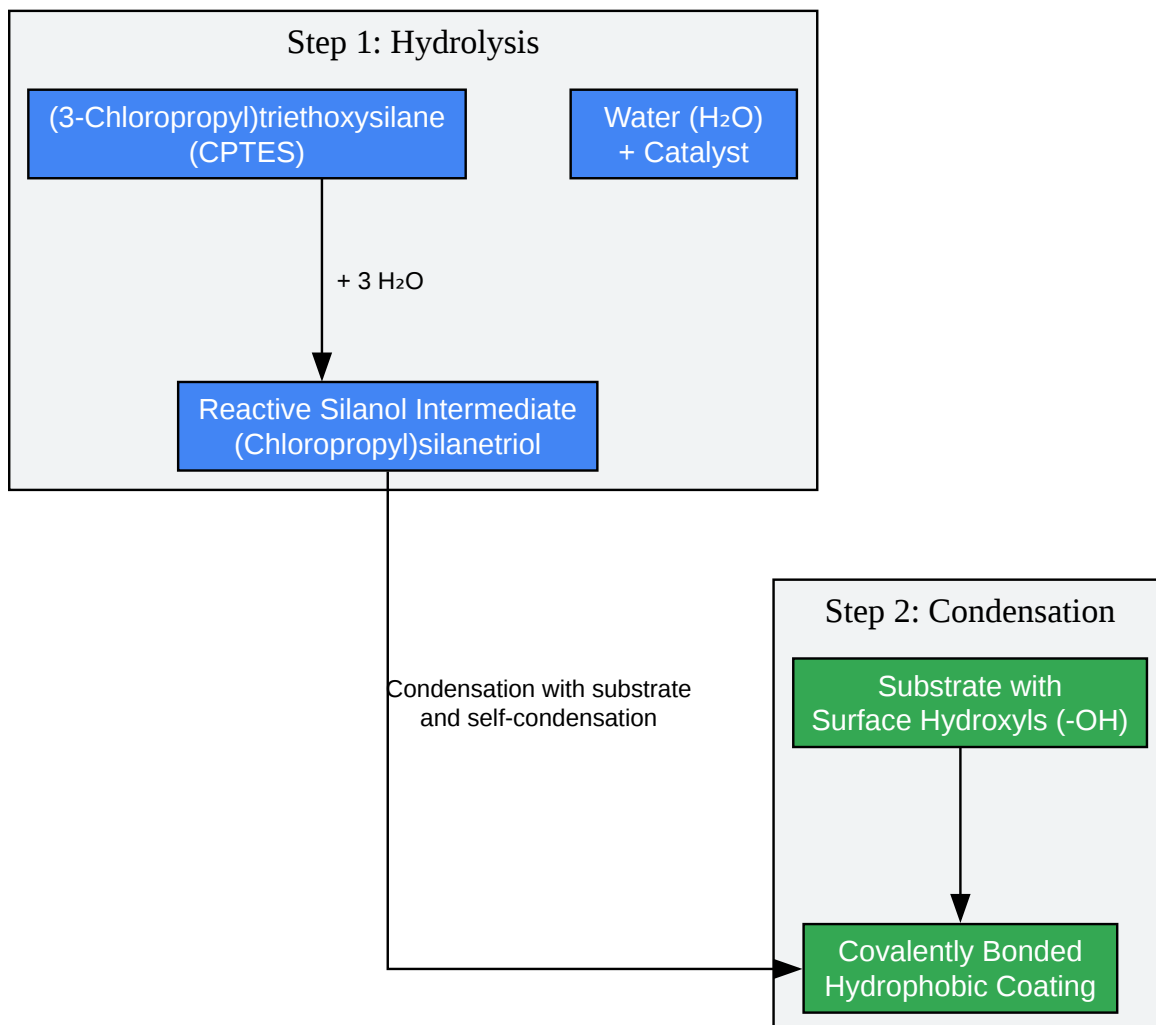 Step 1: Hydrolysis
(3-Chloropropyl)triethoxysilane
(CPTES)
Water (H₂O)
+ Catalyst
+ 3 H₂O
Reactive Silanol Intermediate
(Chloropropyl)silanetriol
Condensation with substrate
and self-condensation
Step 2: Condensation
Substrate with
Surface Hydroxyls (-OH)
Covalently Bonded
Hydrophobic Coating